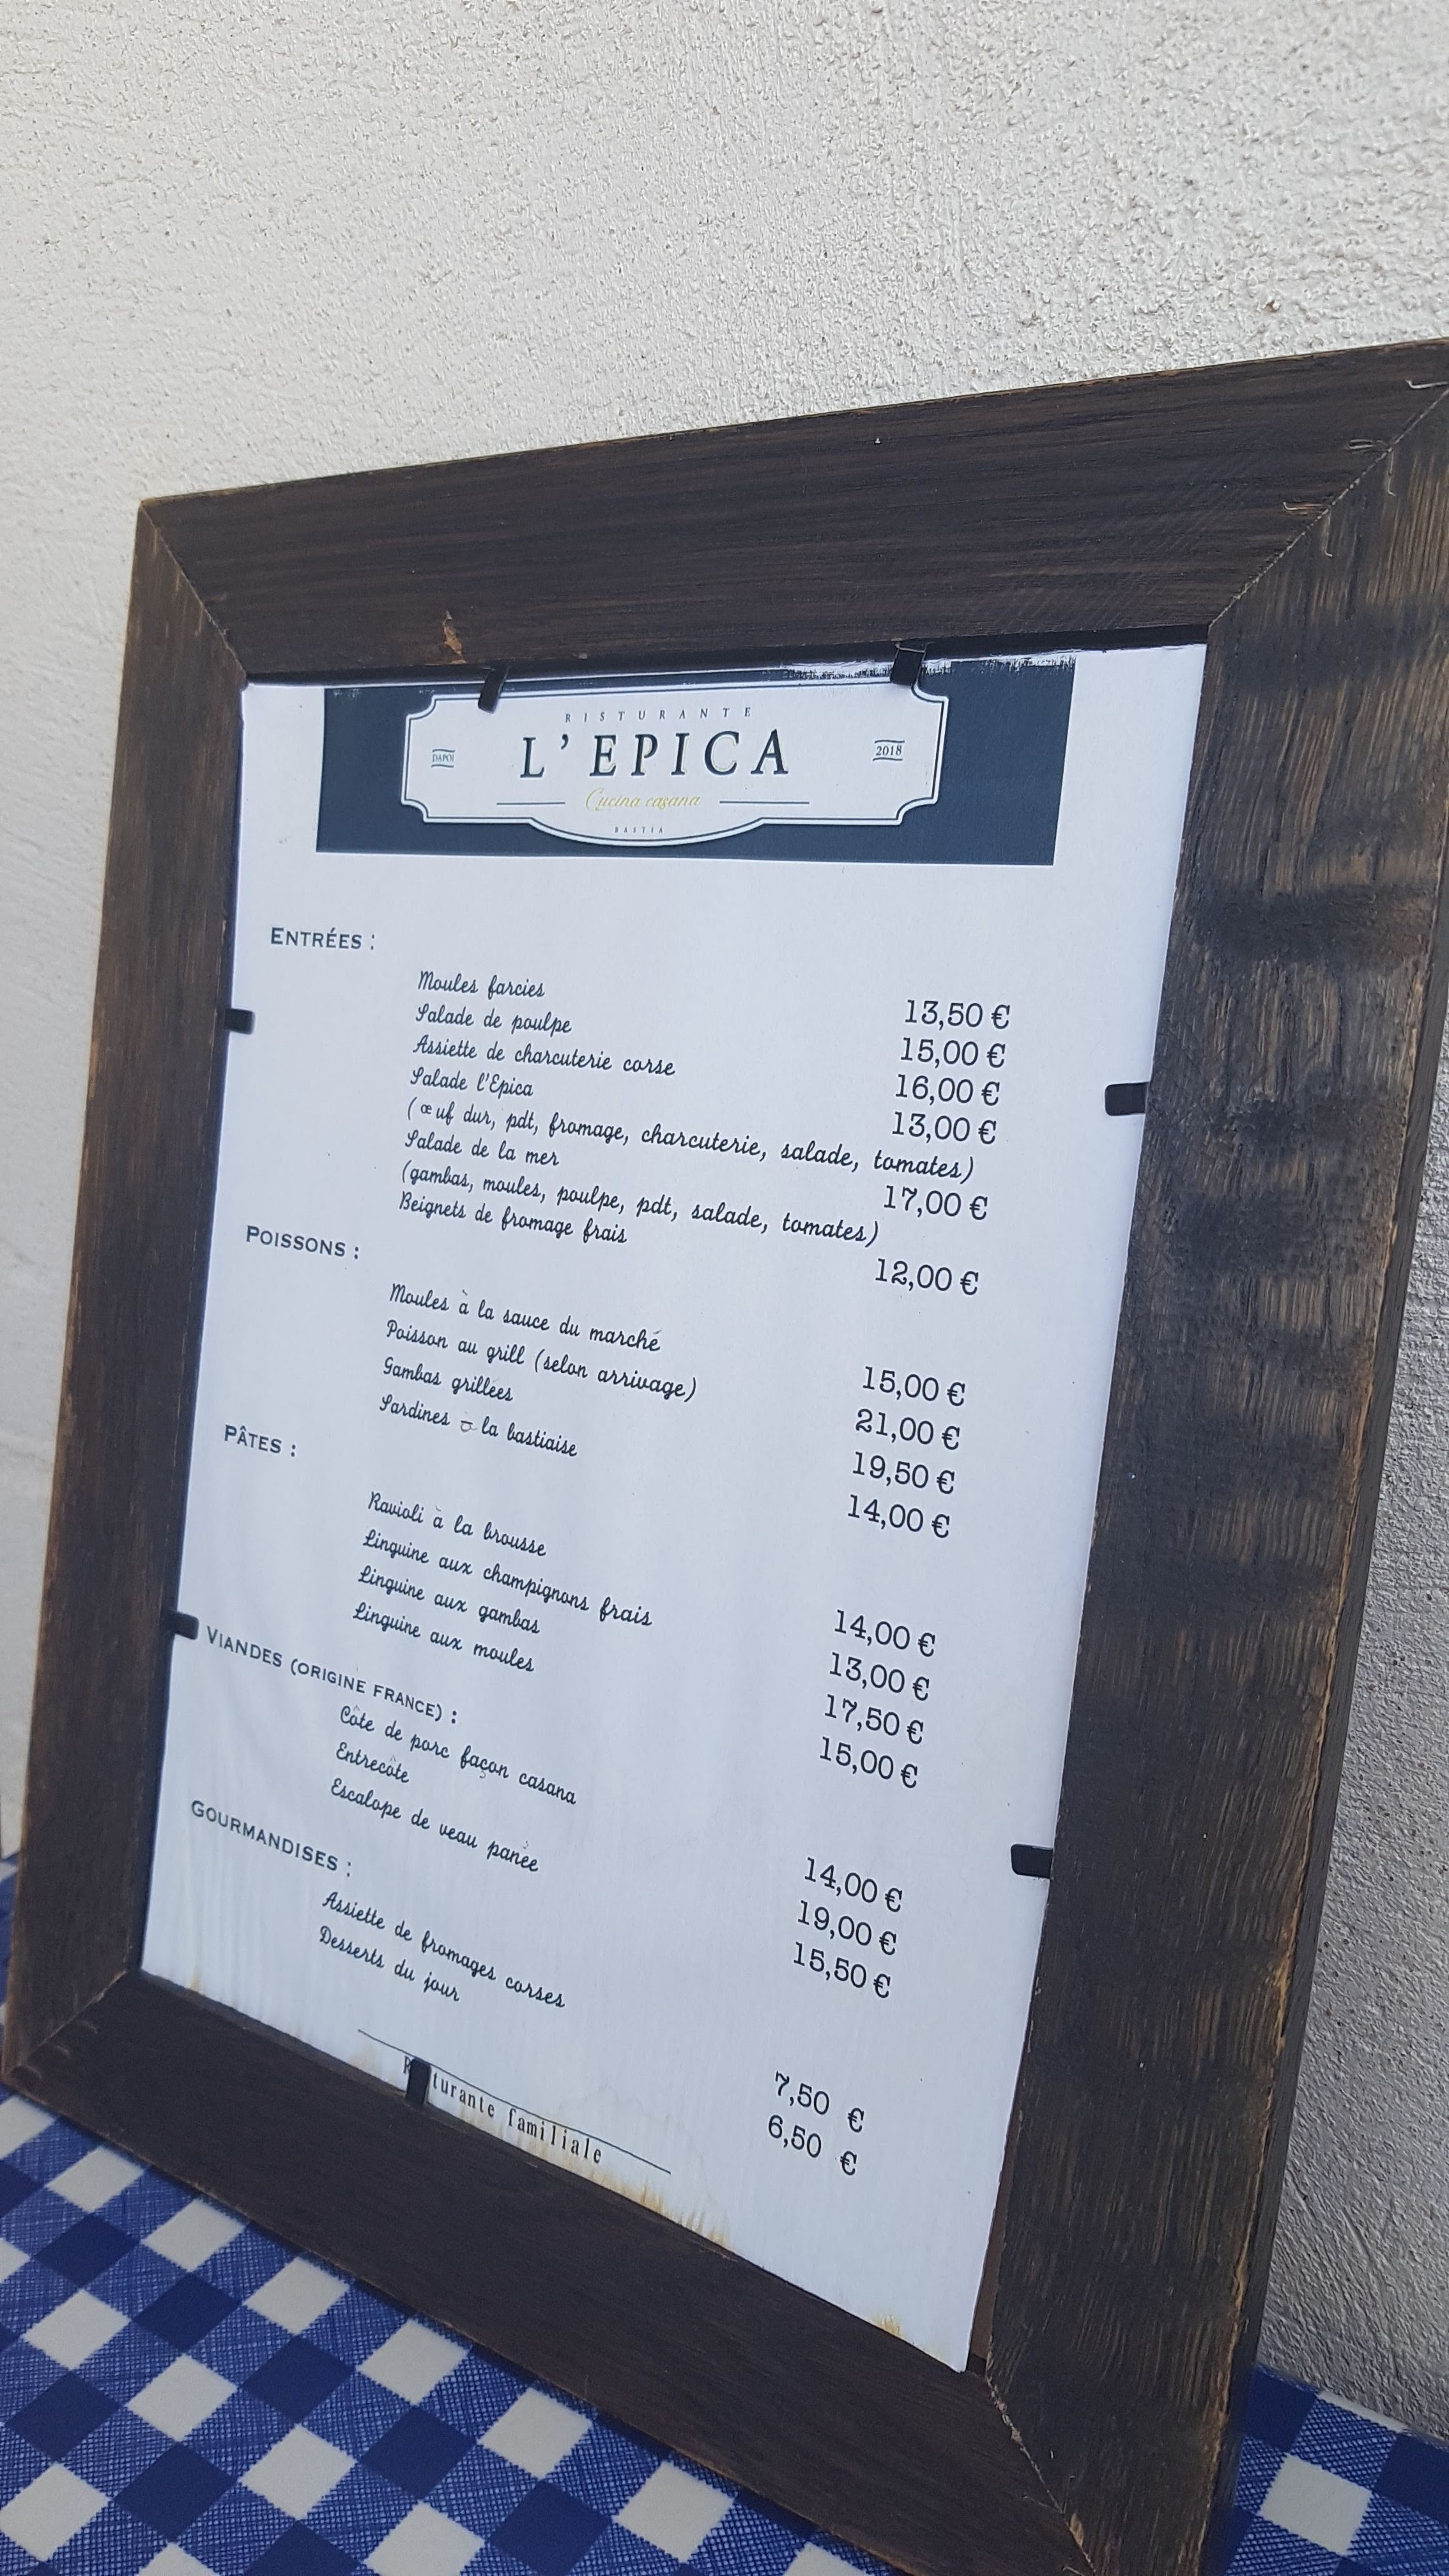 RISTURANTE
L'EPICA
DAPOI
2018
Cucina casana
BASTIA
ENTRÉES :
Moules farcies 13,50 €
Salade de poulpe 15,00 €
Assiette de charcuterie corse 16,00 €
Salade l'Epica 13,00 €
(œuf dur, pdt, fromage, charcuterie, salade, tomates)
Salade de la mer 17,00 €
(gambas, moules, poulpe, pdt, salade, tomates)
Beignets de fromage frais 12,00 €
POISSONS :
Moules à la sauce du marché 15,00 €
Poisson au grill (selon arrivage) 21,00 €
Gambas grillées 19,50 €
Sardines à la bastiaise 14,00 €
PÂTES :
Ravioli à la brousse 14,00 €
Linguine aux champignons frais 13,00 €
Linguine aux gambas 17,50 €
Linguine aux moules 15,00 €
VIANDES (ORIGINE FRANCE) :
Côte de porc façon casana 14,00 €
Entrecôte 19,00 €
Escalope de veau panée 15,50 €
GOURMANDISES :
Assiette de fromages corses 7,50 €
Desserts du jour 6,50 €
familiale